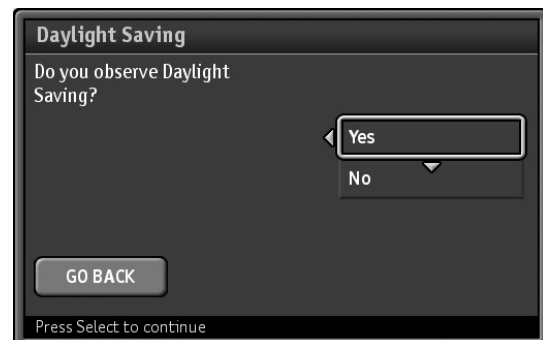 Daylight Saving
Do you observe Daylight
Saving?
Yes
No
GO BACK
Press Select to continue